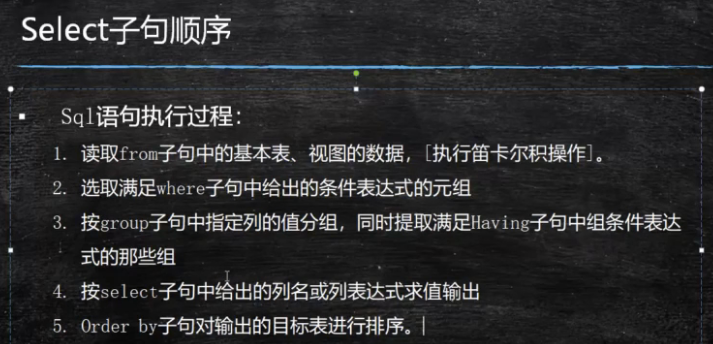 Select子句顺序
▪ Sql语句执行过程：
1. 读取from子句中的基本表、视图的数据，[执行笛卡尔积操作]。
2. 选取满足where子句中给出的条件表达式的元组
3. 按group子句中指定列的值分组，同时提取满足Having子句中组条件表达
式的那些组
4. 按select子句中给出的列名或列表达式求值输出
5. Order by子句对输出的目标表进行排序。